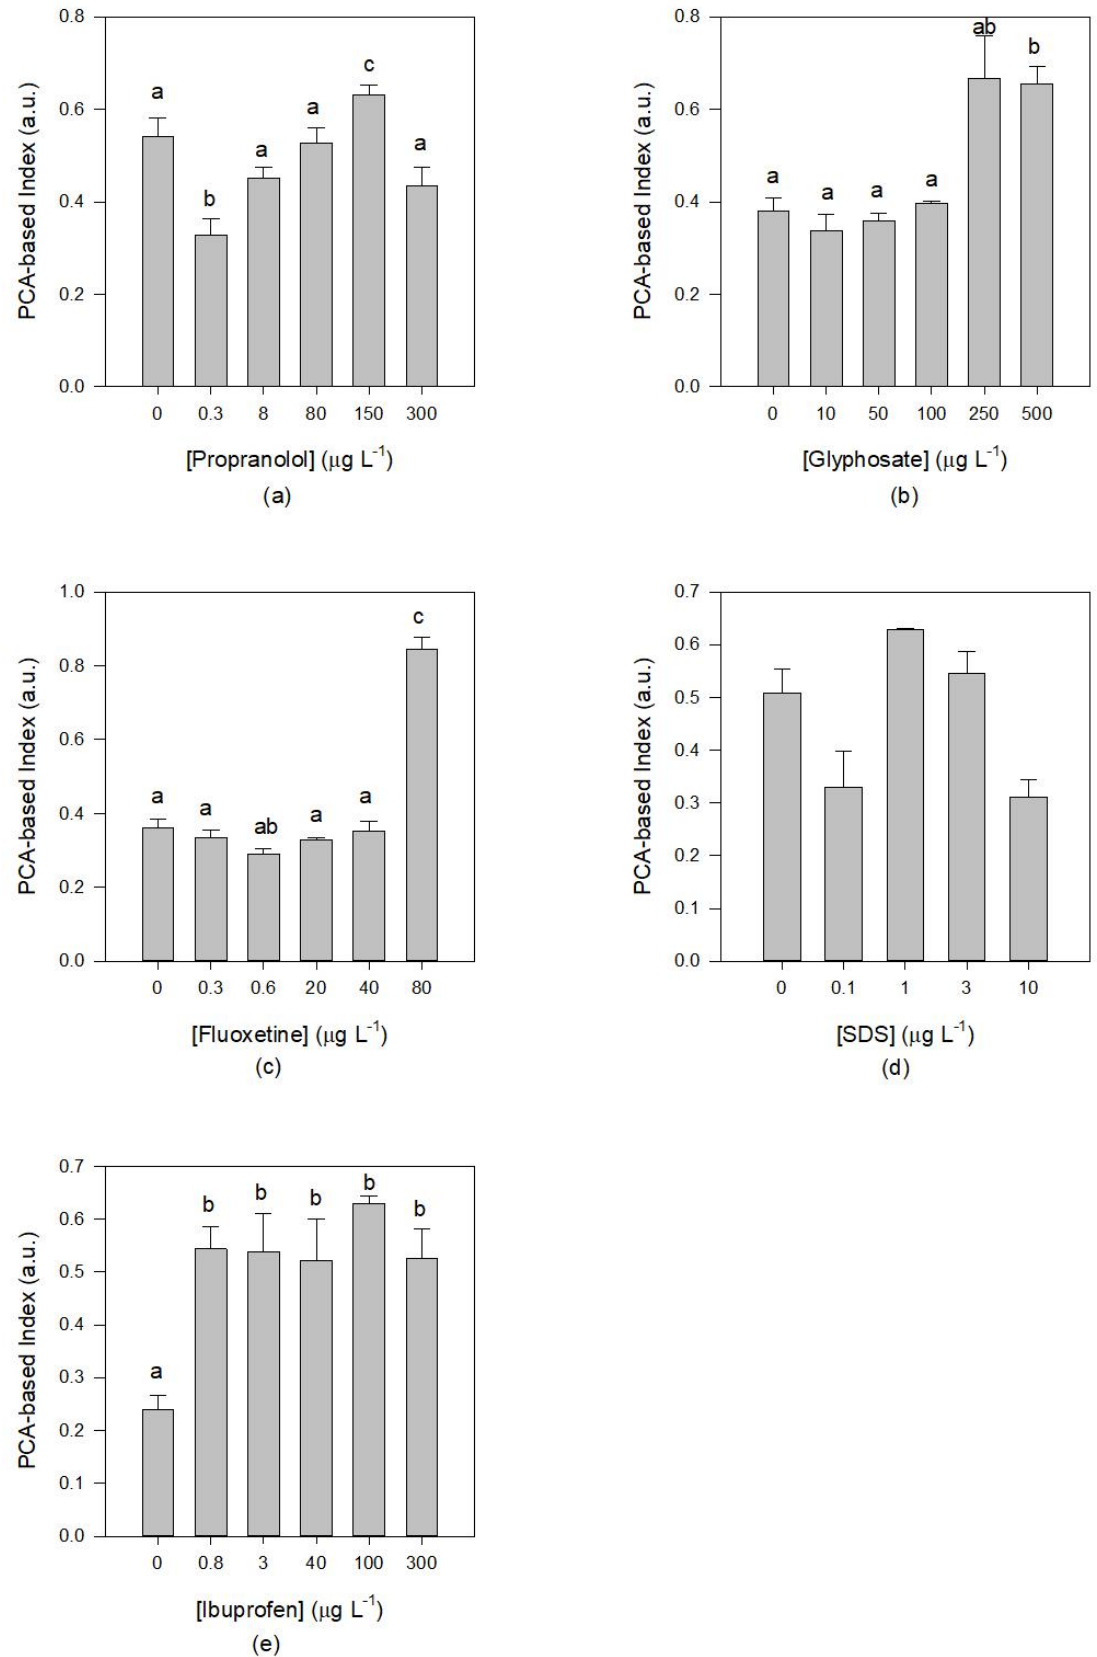 0.8
0.6
0.4
0.2
0.0
PCA-based Index (a.u.)
a
b
a
a
c
a
0 0.3 8 80 150 300
[Propranolol] (μg L-1)
(a)
0.8
0.6
0.4
0.2
0.0
PCA-based Index (a.u.)
a
a
a
a
ab
b
0 10 50 100 250 500
[Glyphosate] (μg L-1)
(b)
1.0
0.8
0.6
0.4
0.2
0.0
PCA-based Index (a.u.)
a
a
ab
a
a
c
0 0.3 0.6 20 40 80
[Fluoxetine] (μg L-1)
(c)
0.7
0.6
0.5
0.4
0.3
0.2
0.1
0.0
PCA-based Index (a.u.)
0 0.1 1 3 10
[SDS] (μg L-1)
(d)
0.7
0.6
0.5
0.4
0.3
0.2
0.1
0.0
PCA-based Index (a.u.)
a
b
b
b
b
b
0 0.8 3 40 100 300
[Ibuprofen] (μg L-1)
(e)